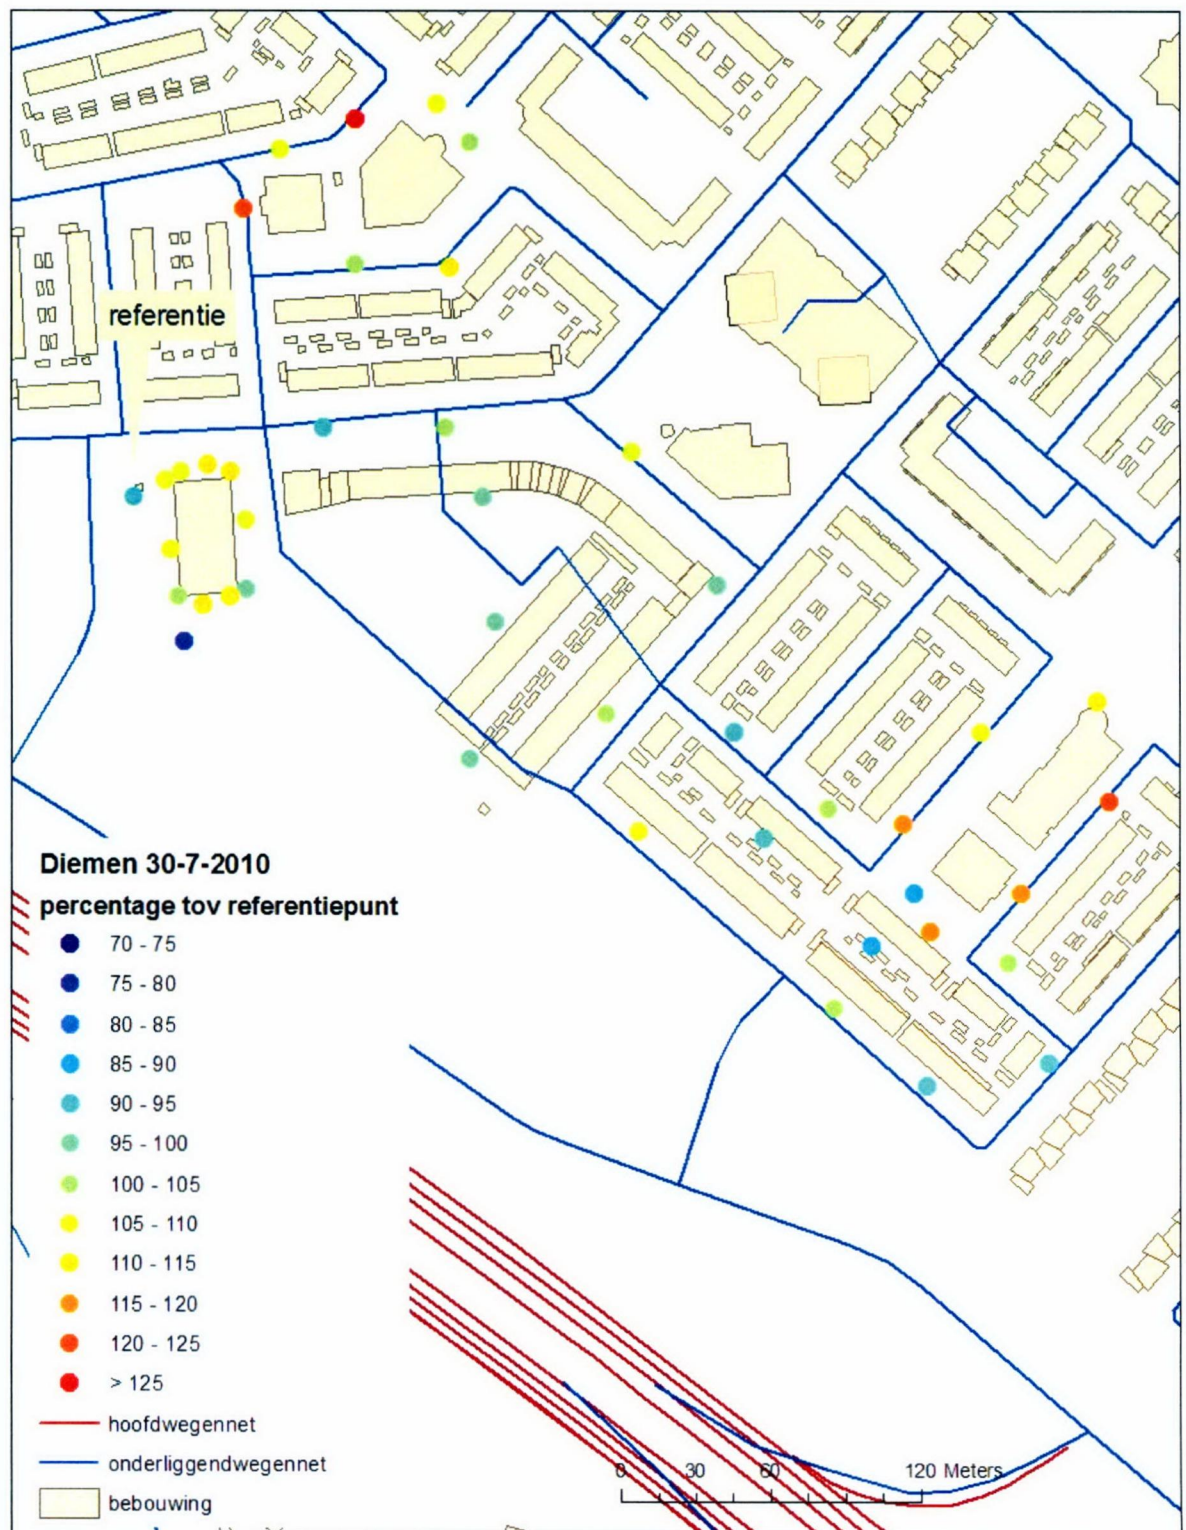 referentie
Diemen 30-7-2010
percentage tov referentiepunt
70 - 75
75 - 80
80 - 85
85 - 90
90 - 95
95 - 100
100 - 105
105 - 110
110 - 115
115 - 120
120 - 125
> 125
hoofdwegennet
onderliggendwegennet
bebouwing
0 30 60 120 Meters